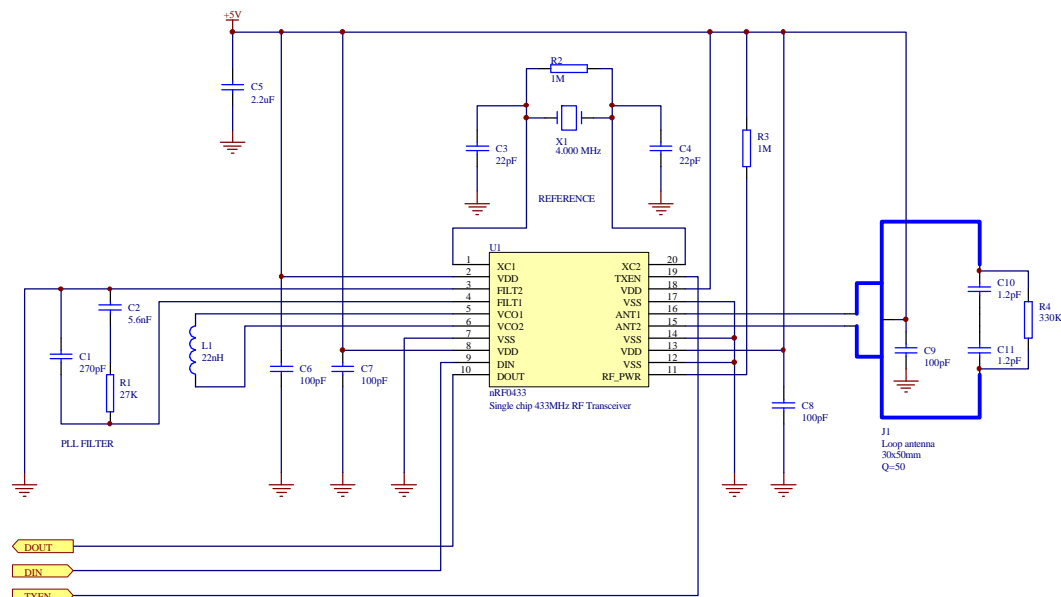 +5V
C5
2.2uF
R2
1M
X1
4.000 MHz
C3
22pF
C4
22pF
R3
1M
REFERENCE
U1
1 XC1 XC2 20
2 VDD TXEN 19
3 FILT2 VDD 18
4 FILT1 VSS 17
5 VCO1 ANT1 16
6 VCO2 ANT2 15
7 VSS VSS 14
8 VDD VDD 13
9 DIN VSS 12
10 DOUT RF_PWR 11
nRF0433
Single chip 433MHz RF Transceiver
C2
5.6nF
C1
270pF
R1
27K
L1
22nH
PLL FILTER
C6
100pF
C7
100pF
C8
100pF
C9
100pF
C10
1.2pF
C11
1.2pF
R4
330K
J1
Loop antenna
30x50mm
Q=50
DOUT
DIN
TXEN